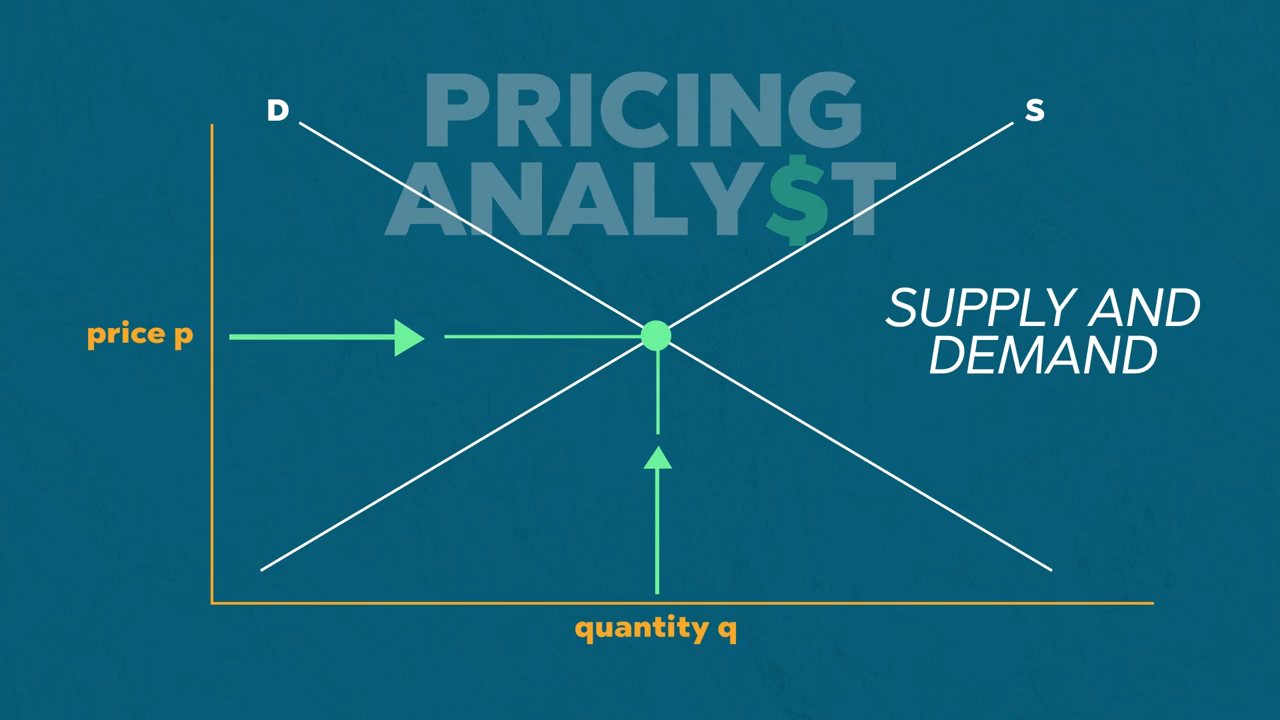 PRICING
ANALY$T
D
S
SUPPLY AND
DEMAND
price p
quantity q